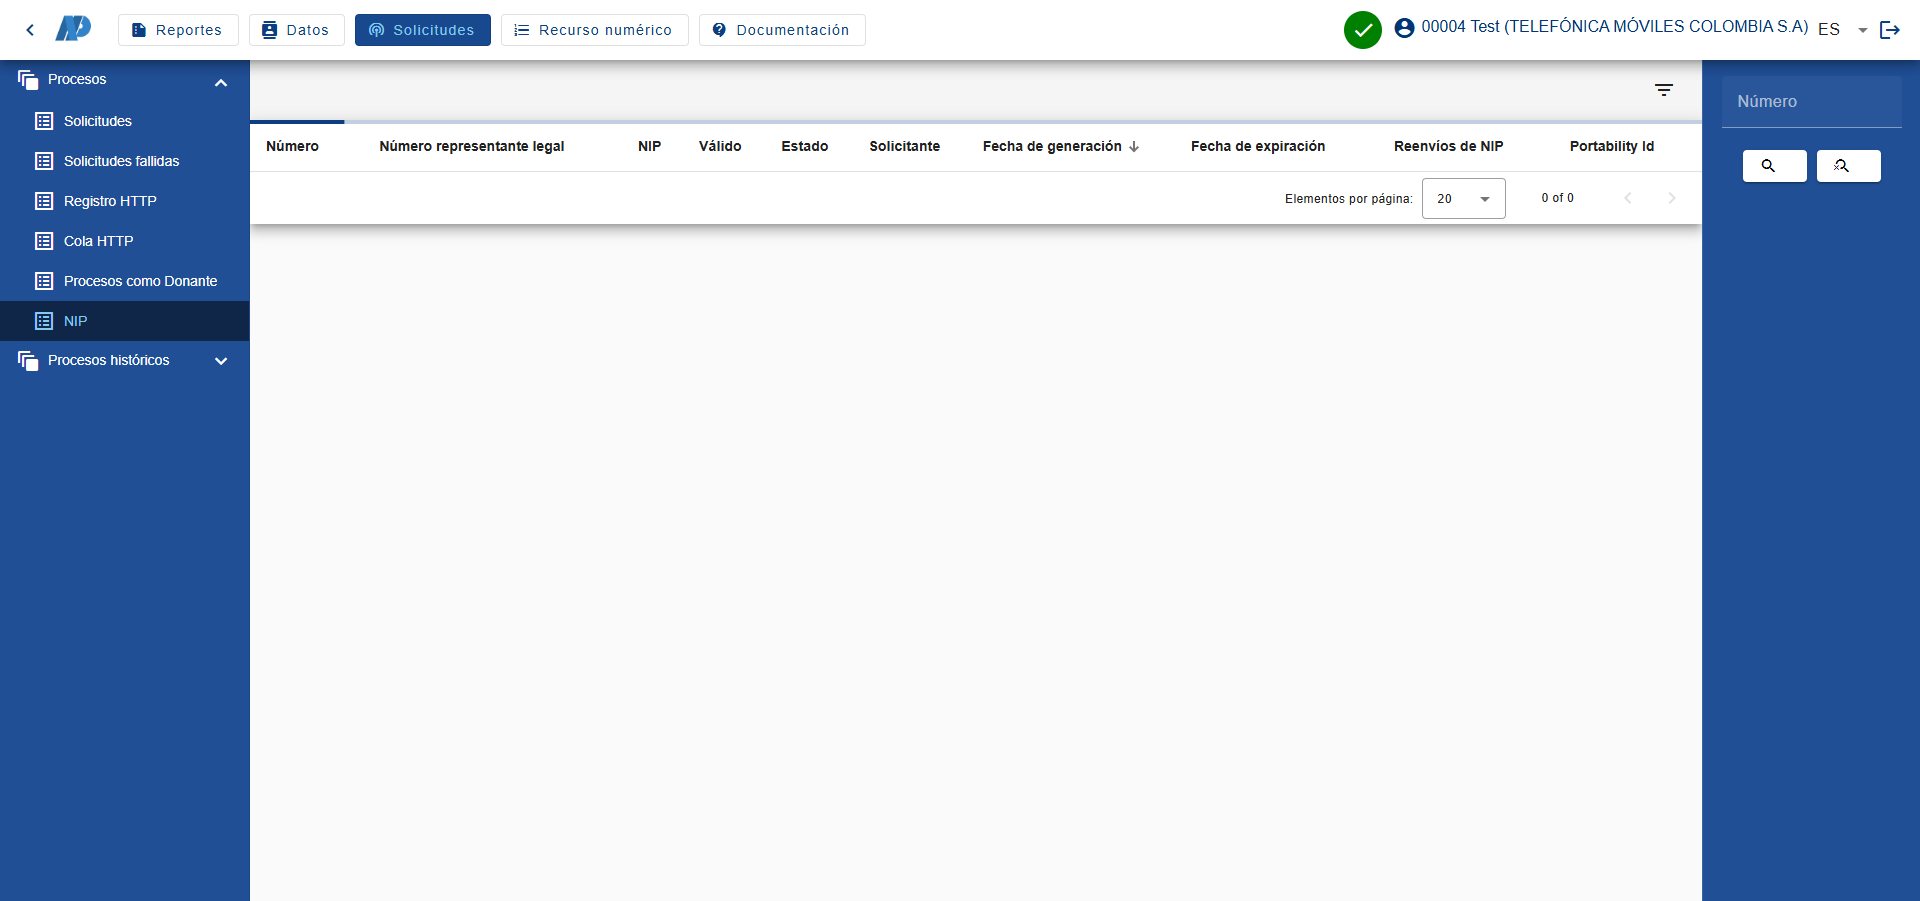 Reportes
Datos
Solicitudes
Recurso numérico
Documentación
00004 Test (TELEFÓNICA MÓVILES COLOMBIA S.A)
ES
Procesos
Solicitudes
Solicitudes fallidas
Registro HTTP
Cola HTTP
Procesos como Donante
NIP
Procesos históricos
Número Número representante legal NIP Válido Estado Solicitante Fecha de generación Fecha de expiración Reenvíos de NIP Portability Id
Elementos por página: 20 0 of 0
Número